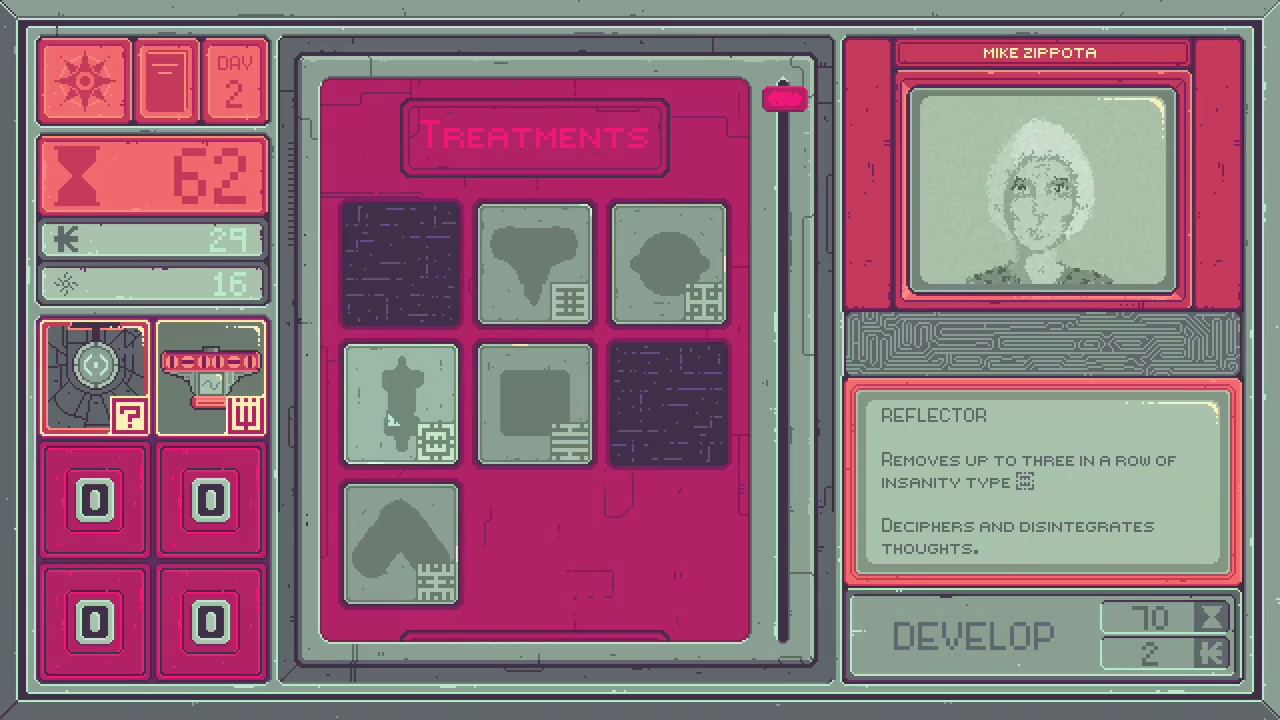 DAY
2
62
29
16
?
0
0
0
0
TREATMENTS
MIKE ZIPPOTA
REFLECTOR
REMOVES UP TO THREE IN A ROW OF
INSANITY TYPE
DECIPHERS AND DISINTEGRATES
THOUGHTS.
DEVELOP
70
2